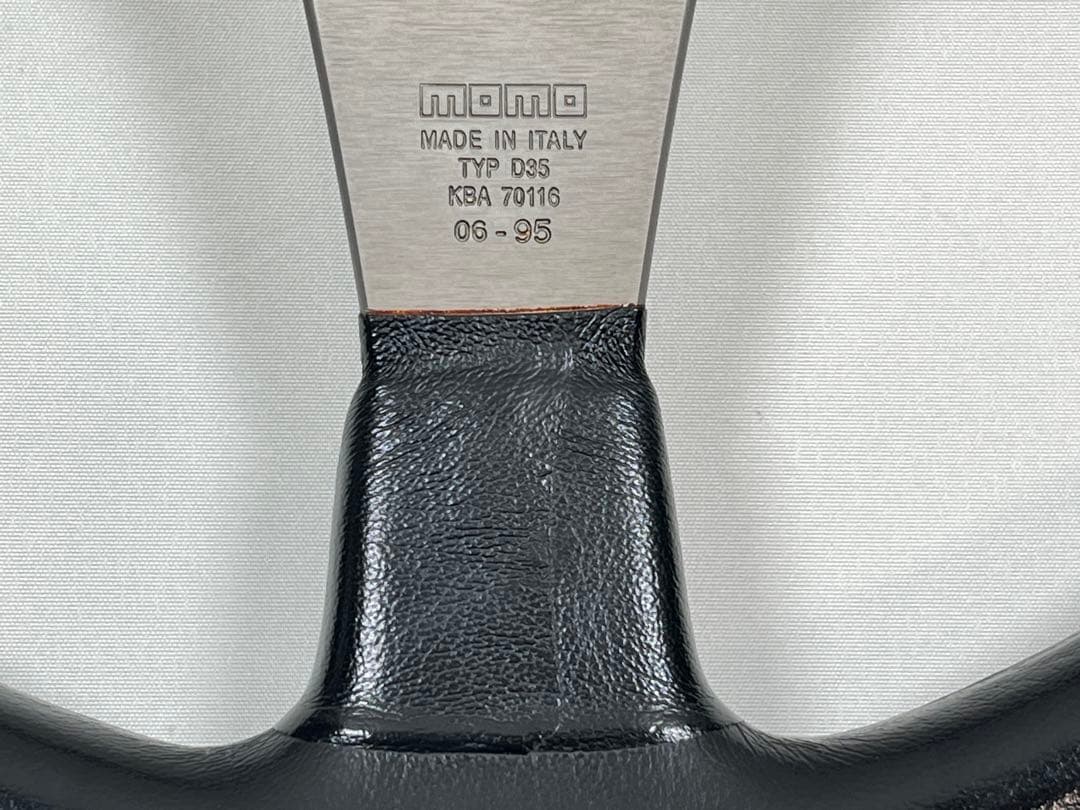 momo
MADE IN ITALY
TYP D35
KBA 70116
06-95